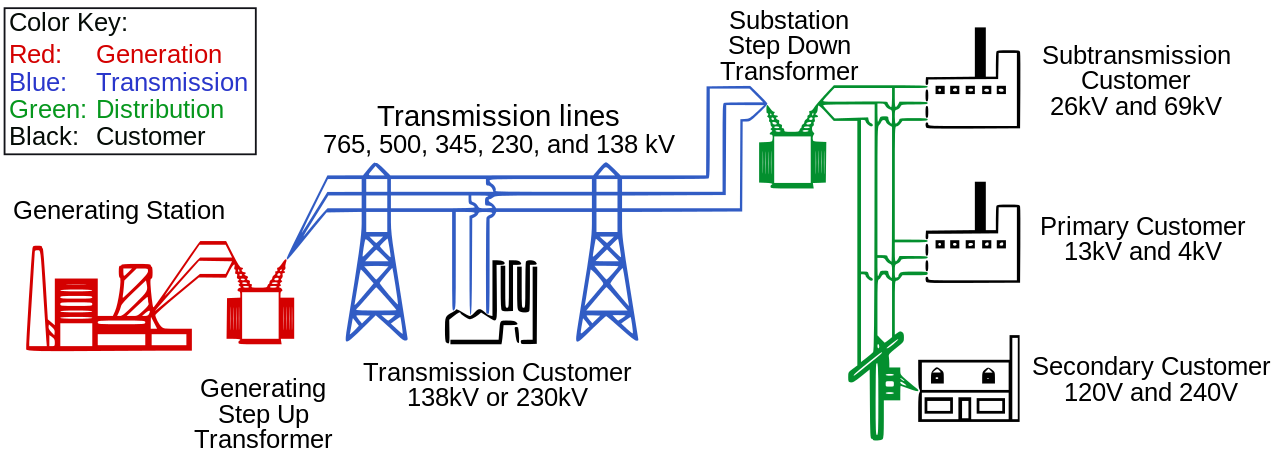 Color Key:
Red: Generation
Blue: Transmission
Green: Distribution
Black: Customer
Generating Station
Generating
Step Up
Transformer
Transmission lines
765, 500, 345, 230, and 138 kV
Transmission Customer
138kV or 230kV
Substation
Step Down
Transformer
Subtransmission
Customer
26kV and 69kV
Primary Customer
13kV and 4kV
Secondary Customer
120V and 240V